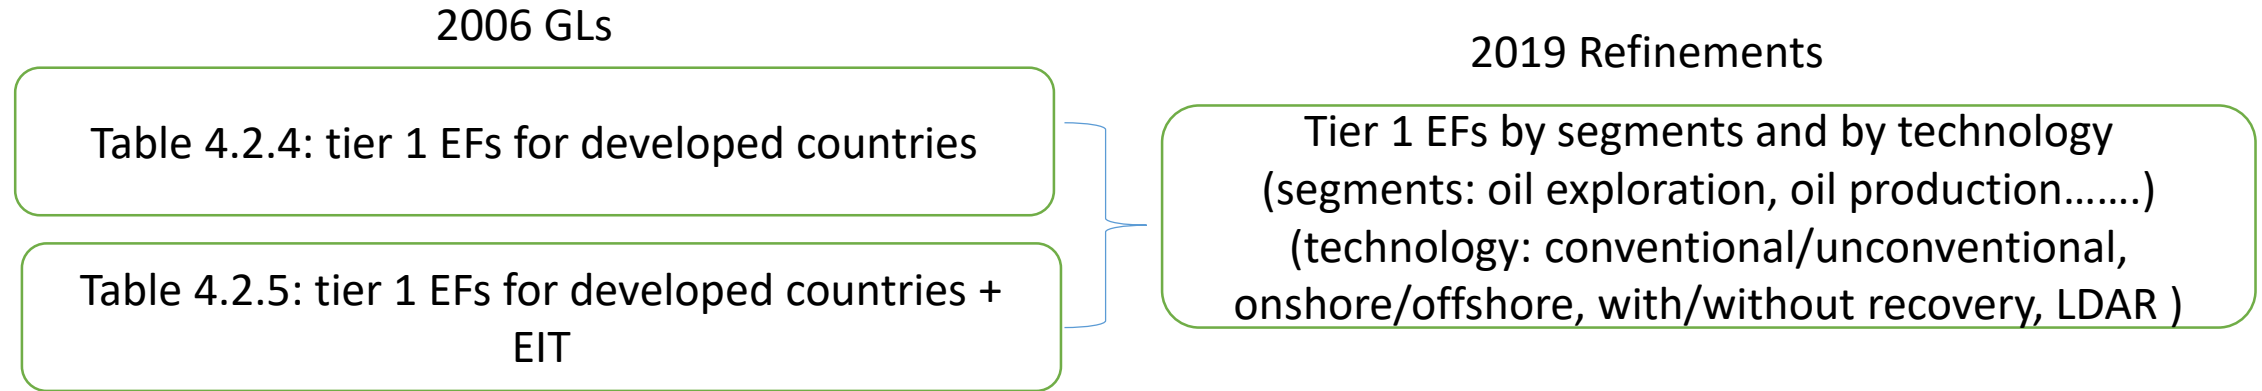 2006 GLs
Table 4.2.4: tier 1 EFs for developed countries
Table 4.2.5: tier 1 EFs for developed countries +
EIT
2019 Refinements
Tier 1 EFs by segments and by technology
(segments: oil exploration, oil production…….)
(technology: conventional/unconventional,
onshore/offshore, with/without recovery, LDAR )